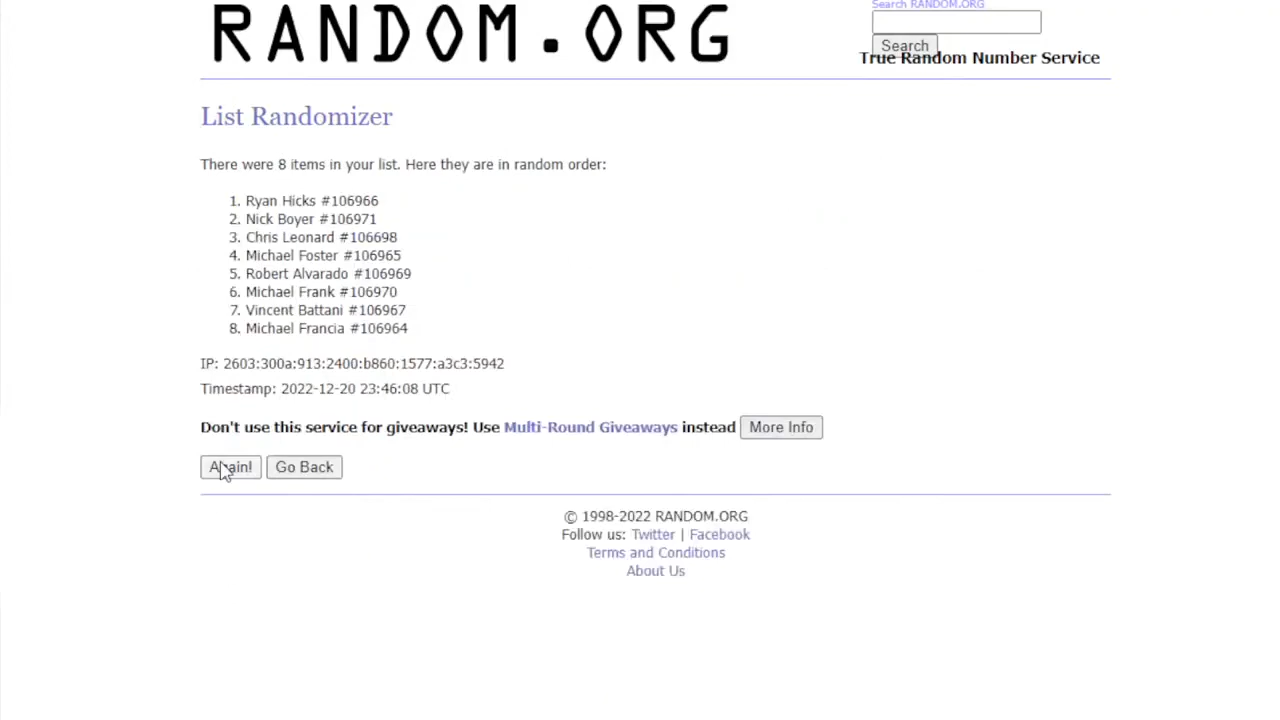 RANDOM.ORG
Search RANDOM.ORG
Search
True Random Number Service
List Randomizer
There were 8 items in your list. Here they are in random order:
1. Ryan Hicks #106966
2. Nick Boyer #106971
3. Chris Leonard #106698
4. Michael Foster #106965
5. Robert Alvarado #106969
6. Michael Frank #106970
7. Vincent Battani #106967
8. Michael Francia #106964
IP: 2603:300a:913:2400:b860:1577:a3c3:5942
Timestamp: 2022-12-20 23:46:08 UTC
Don't use this service for giveaways! Use Multi-Round Giveaways instead More Info
Again! Go Back
© 1998-2022 RANDOM.ORG
Follow us: Twitter | Facebook
Terms and Conditions
About Us